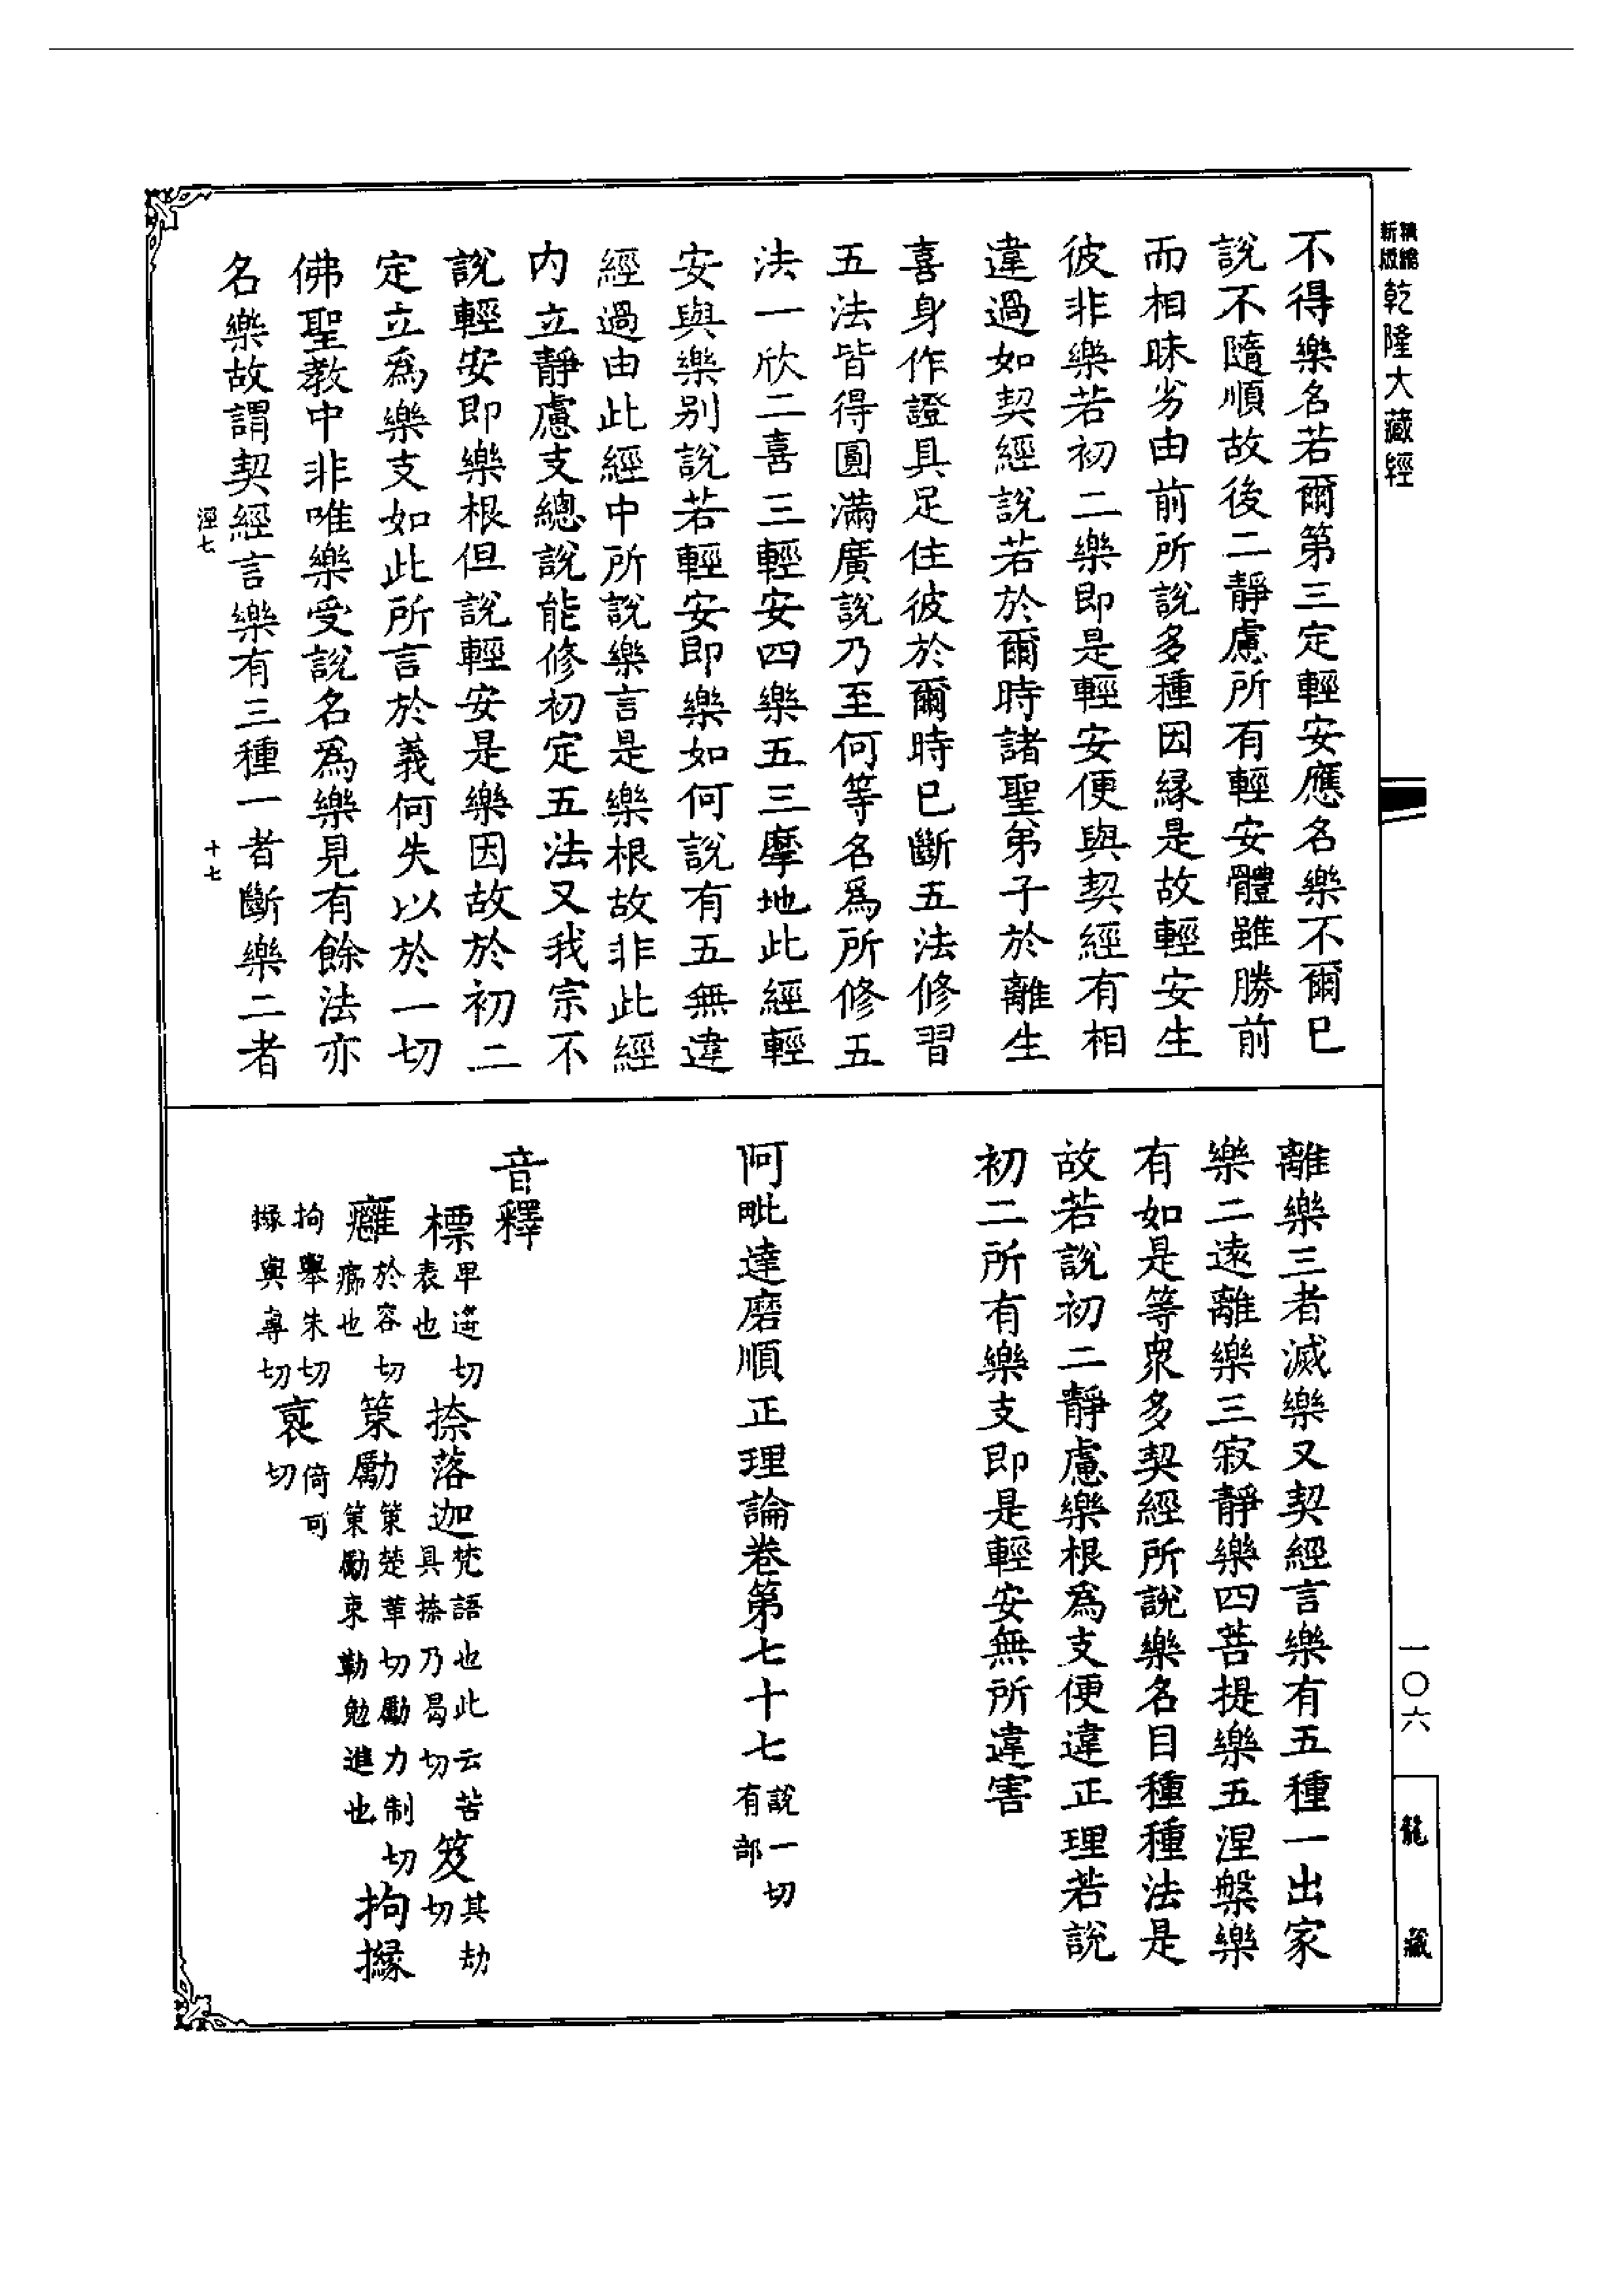 精縮新版乾隆大藏經
不得樂名若爾第三定輕安應名樂不爾已
說不隨順故後二靜慮所有輕安體雖勝前
而相昧劣由前所說多種因緣是故輕安生
彼非樂若初二樂即是輕安便與契經有相
違過如契經說若於爾時諸聖弟子於離生
喜身作證具足住彼於爾時已斷五法修習
五法皆得圓滿廣說乃至何等名爲所修五
法一欣二喜三輕安四樂五三摩地此經輕
安與樂別說若輕安即樂如何說有五無違
經過由此經中所說樂言是樂根故非此經
内立靜慮支總說能修初定五法又我宗不
說輕安即樂根但說輕安是樂因故於初二
定立爲樂支如此所言於義何失以於一切
佛聖教中非唯樂受說名爲樂見有餘法亦
名樂故謂契經言樂有三種一者斷樂二者
涇七
十七
離樂三者滅樂又契經言樂有五種一出家
樂二遠離樂三寂靜樂四菩提樂五涅槃樂
有如是等衆多契經所說樂名目種種法是
故若說初二靜慮樂根爲支便違正理若說
初二所有樂支即是輕安無所違害
阿毗達磨順正理論卷第七十七說一切有部
音釋
標卑遙切表也捺落迦梵語也此云苦具捺乃曷切笈其劫切
癰於容切癤也策勵策楚革切勵力制切策勵束勒勉進也拘櫞
拘舉朱切櫞與專切裒倚可切
一〇六
龍藏